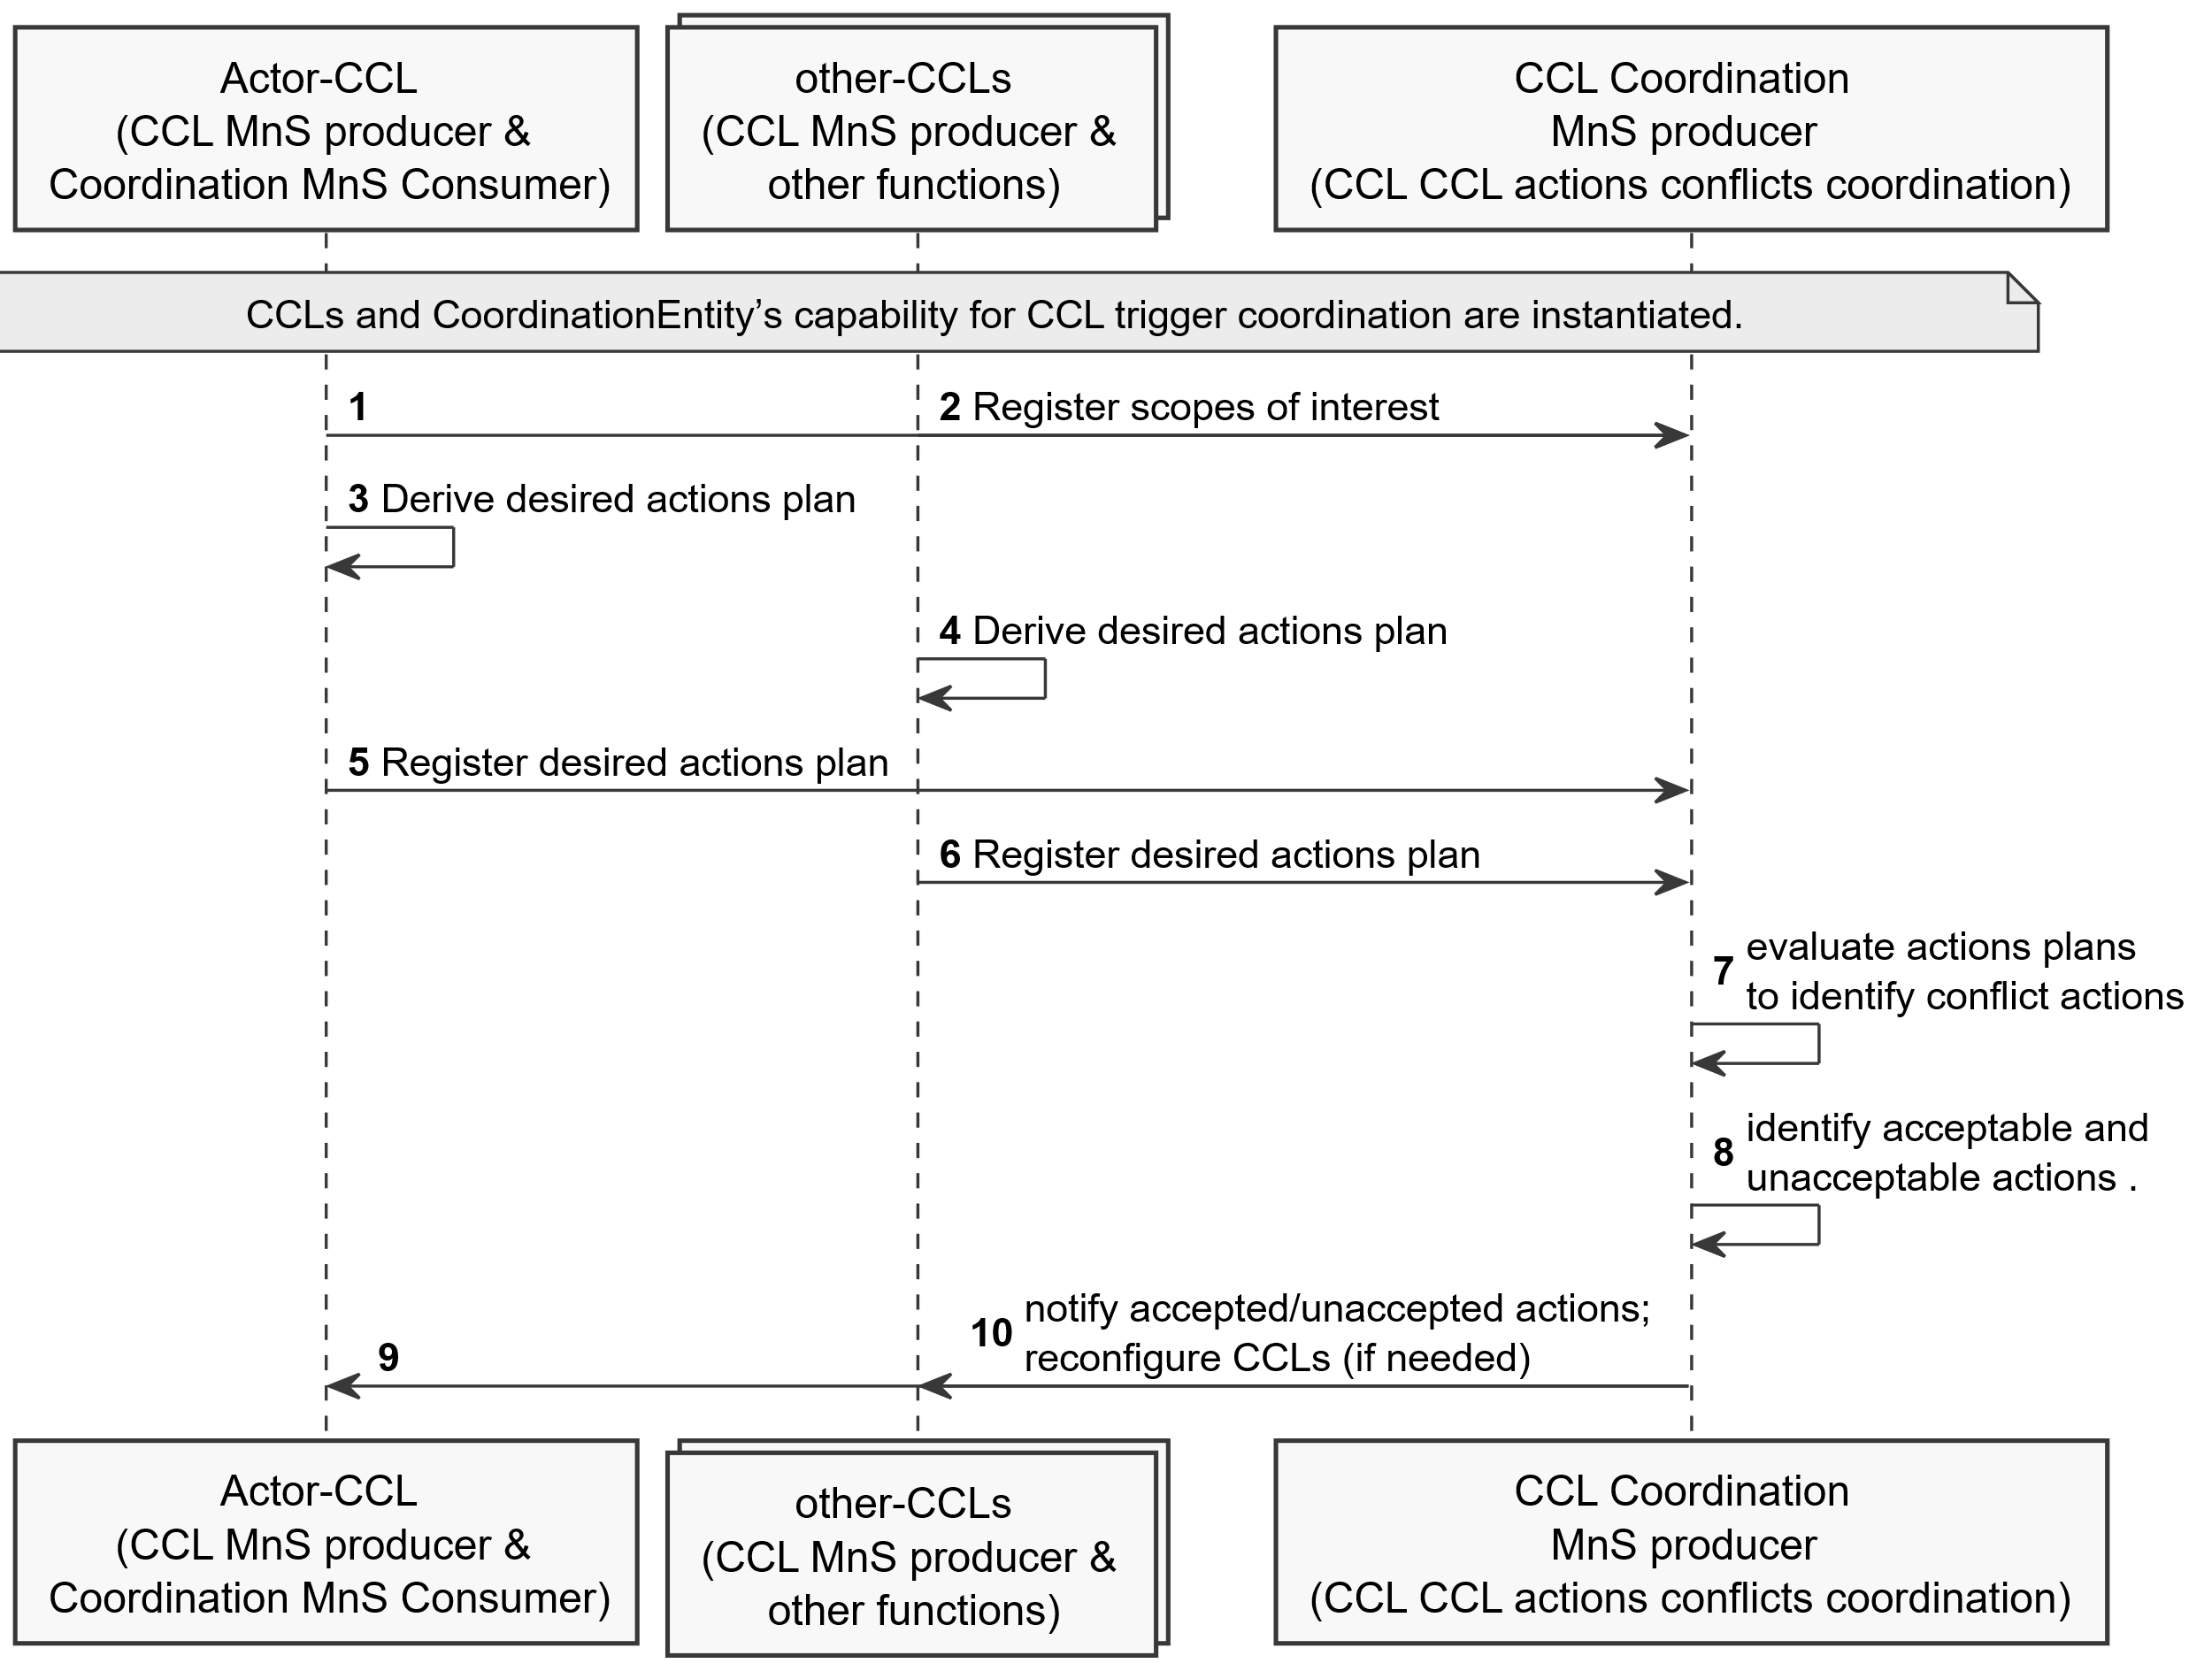 Actor-CCL
(CCL MnS producer &
Coordination MnS Consumer)
other-CCLs
(CCL MnS producer &
other functions)
CCL Coordination
MnS producer
(CCL CCL actions conflicts coordination)
CCLs and CoordinationEntity’s capability for CCL trigger coordination are instantiated.
1
2 Register scopes of interest
3 Derive desired actions plan
4 Derive desired actions plan
5 Register desired actions plan
6 Register desired actions plan
7 evaluate actions plans
to identify conflict actions
8 identify acceptable and
unacceptable actions .
9
10 notify accepted/unaccepted actions;
reconfigure CCLs (if needed)
Actor-CCL
(CCL MnS producer &
Coordination MnS Consumer)
other-CCLs
(CCL MnS producer &
other functions)
CCL Coordination
MnS producer
(CCL CCL actions conflicts coordination)